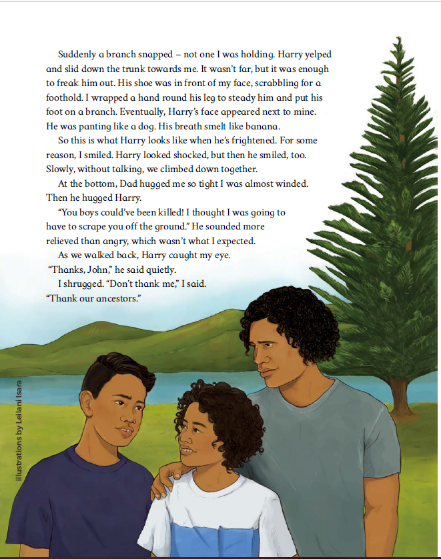 Suddenly a branch snapped – not one I was holding. Harry yelped
and slid down the trunk towards me. It wasn't far, but it was enough
to freak him out. His shoe was in front of my face, scrabbling for a
foothold. I wrapped a hand round his leg to steady him and put his
foot on a branch. Eventually, Harry's face appeared next to mine.
He was panting like a dog. His breath smelt like banana.
So this is what Harry looks like when he's frightened. For some
reason, I smiled. Harry looked shocked, but then he smiled, too.
Slowly, without talking, we climbed down together.
At the bottom, Dad hugged me so tight I was almost winded.
Then he hugged Harry.
"You boys could've been killed! I thought I was going to
have to scrape you off the ground." He sounded more
relieved than angry, which wasn't what I expected.
As we walked back, Harry caught my eye.
"Thanks, John," he said quietly.
I shrugged. "Don't thank me," I said.
"Thank our ancestors."
illustrations by Leilani Isara